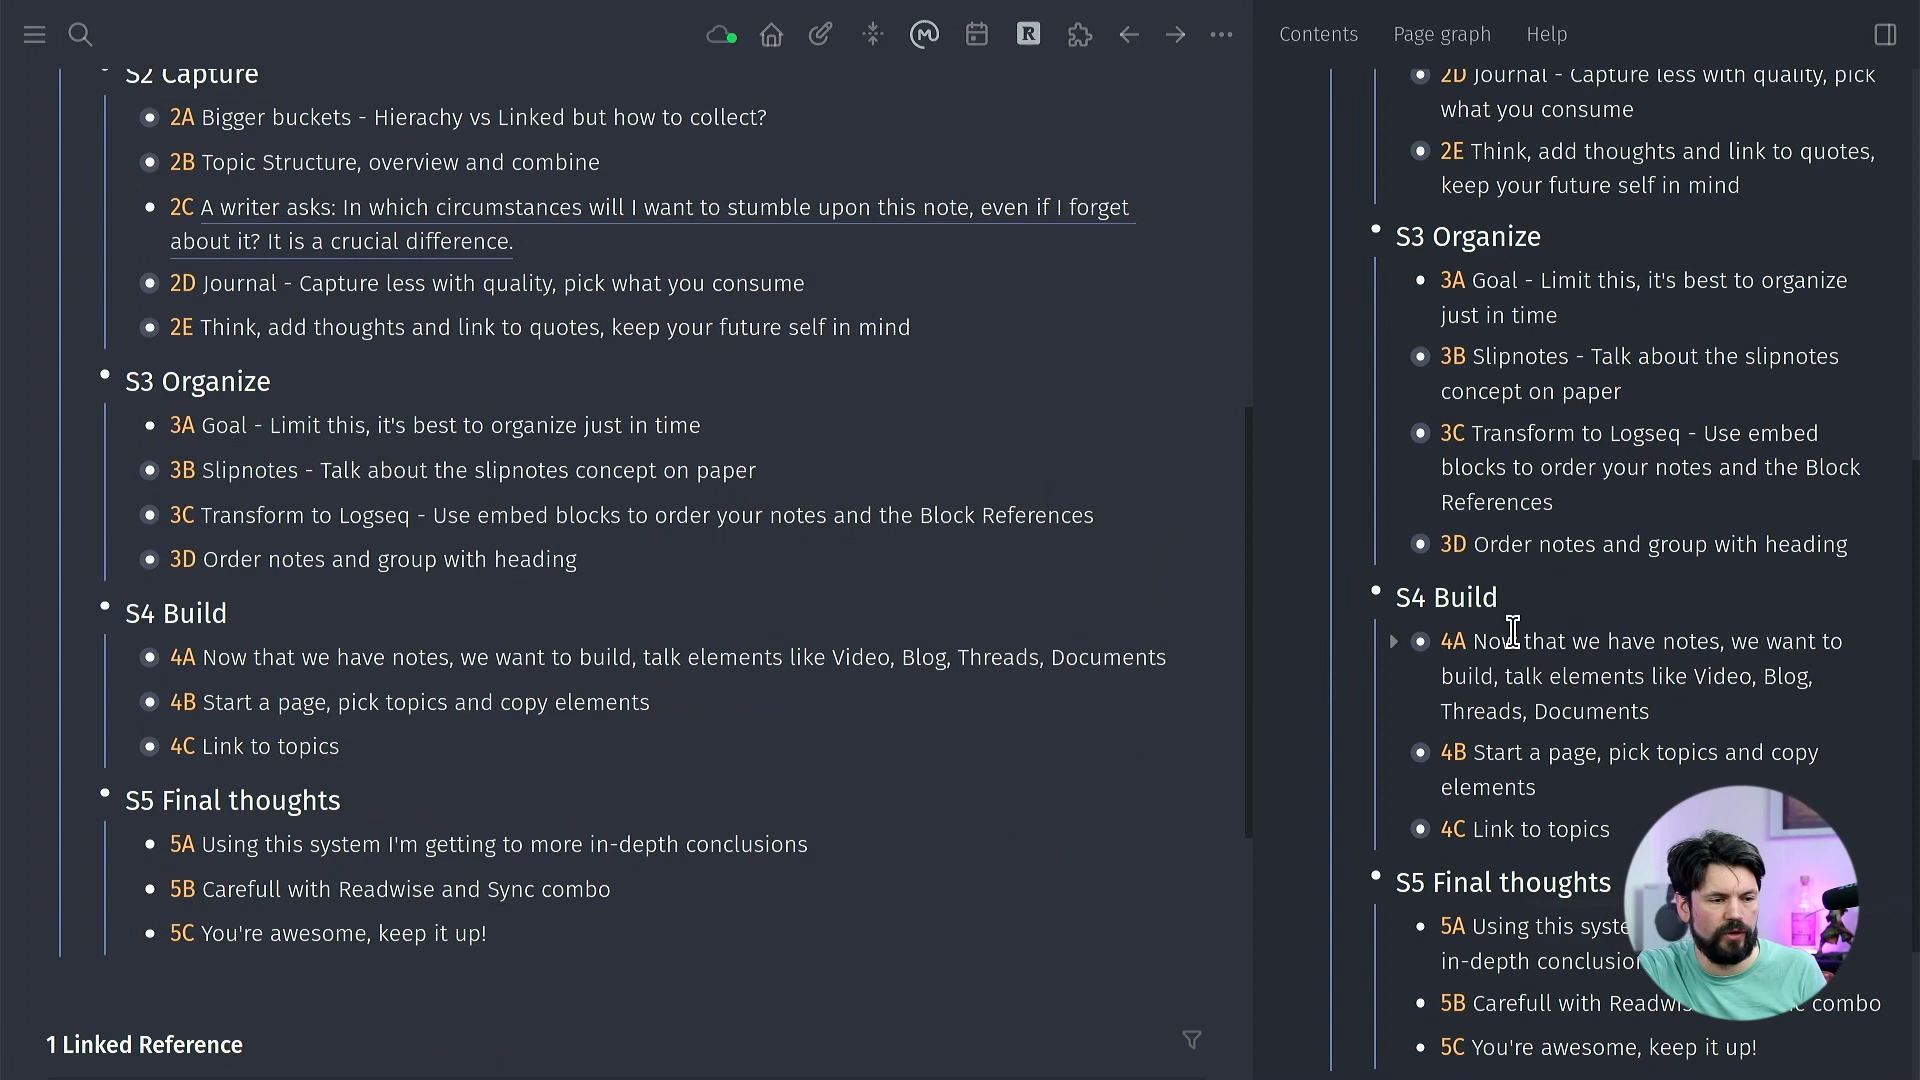 Contents Page graph Help
S2 Capture
2A Bigger buckets - Hierachy vs Linked but how to collect?
2B Topic Structure, overview and combine
2C A writer asks: In which circumstances will I want to stumble upon this note, even if I forget
about it? It is a crucial difference.
2D Journal - Capture less with quality, pick what you consume
2E Think, add thoughts and link to quotes, keep your future self in mind
S3 Organize
3A Goal - Limit this, it's best to organize just in time
3B Slipnotes - Talk about the slipnotes concept on paper
3C Transform to Logseq - Use embed blocks to order your notes and the Block References
3D Order notes and group with heading
S4 Build
4A Now that we have notes, we want to build, talk elements like Video, Blog, Threads, Documents
4B Start a page, pick topics and copy elements
4C Link to topics
S5 Final thoughts
5A Using this system I'm getting to more in-depth conclusions
5B Carefull with Readwise and Sync combo
5C You're awesome, keep it up!
1 Linked Reference
2D Journal - Capture less with quality, pick
what you consume
2E Think, add thoughts and link to quotes,
keep your future self in mind
S3 Organize
3A Goal - Limit this, it's best to organize
just in time
3B Slipnotes - Talk about the slipnotes
concept on paper
3C Transform to Logseq - Use embed
blocks to order your notes and the Block
References
3D Order notes and group with heading
S4 Build
4A Now that we have notes, we want to
build, talk elements like Video, Blog,
Threads, Documents
4B Start a page, pick topics and copy
elements
4C Link to topics
S5 Final thoughts
5A Using this
in-depth
5B Carefull with combo
5C You're awesome, keep it up!